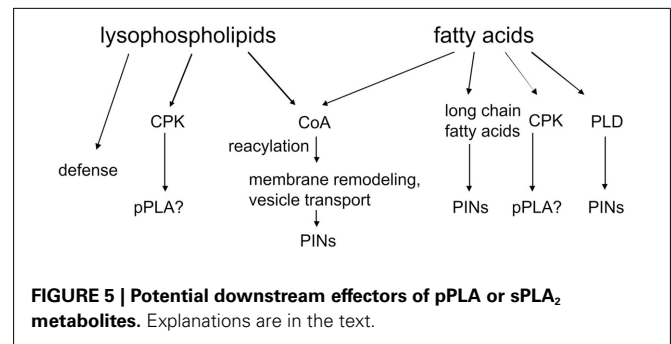 lysophospholipids
fatty acids
defense
CPK
pPLA?
CoA
reacylation
membrane remodeling,
vesicle transport
PINs
long chain
fatty acids
PINs
CPK
pPLA?
PLD
PINs
FIGURE 5 | Potential downstream effectors of pPLA or sPLA₂
metabolites. Explanations are in the text.